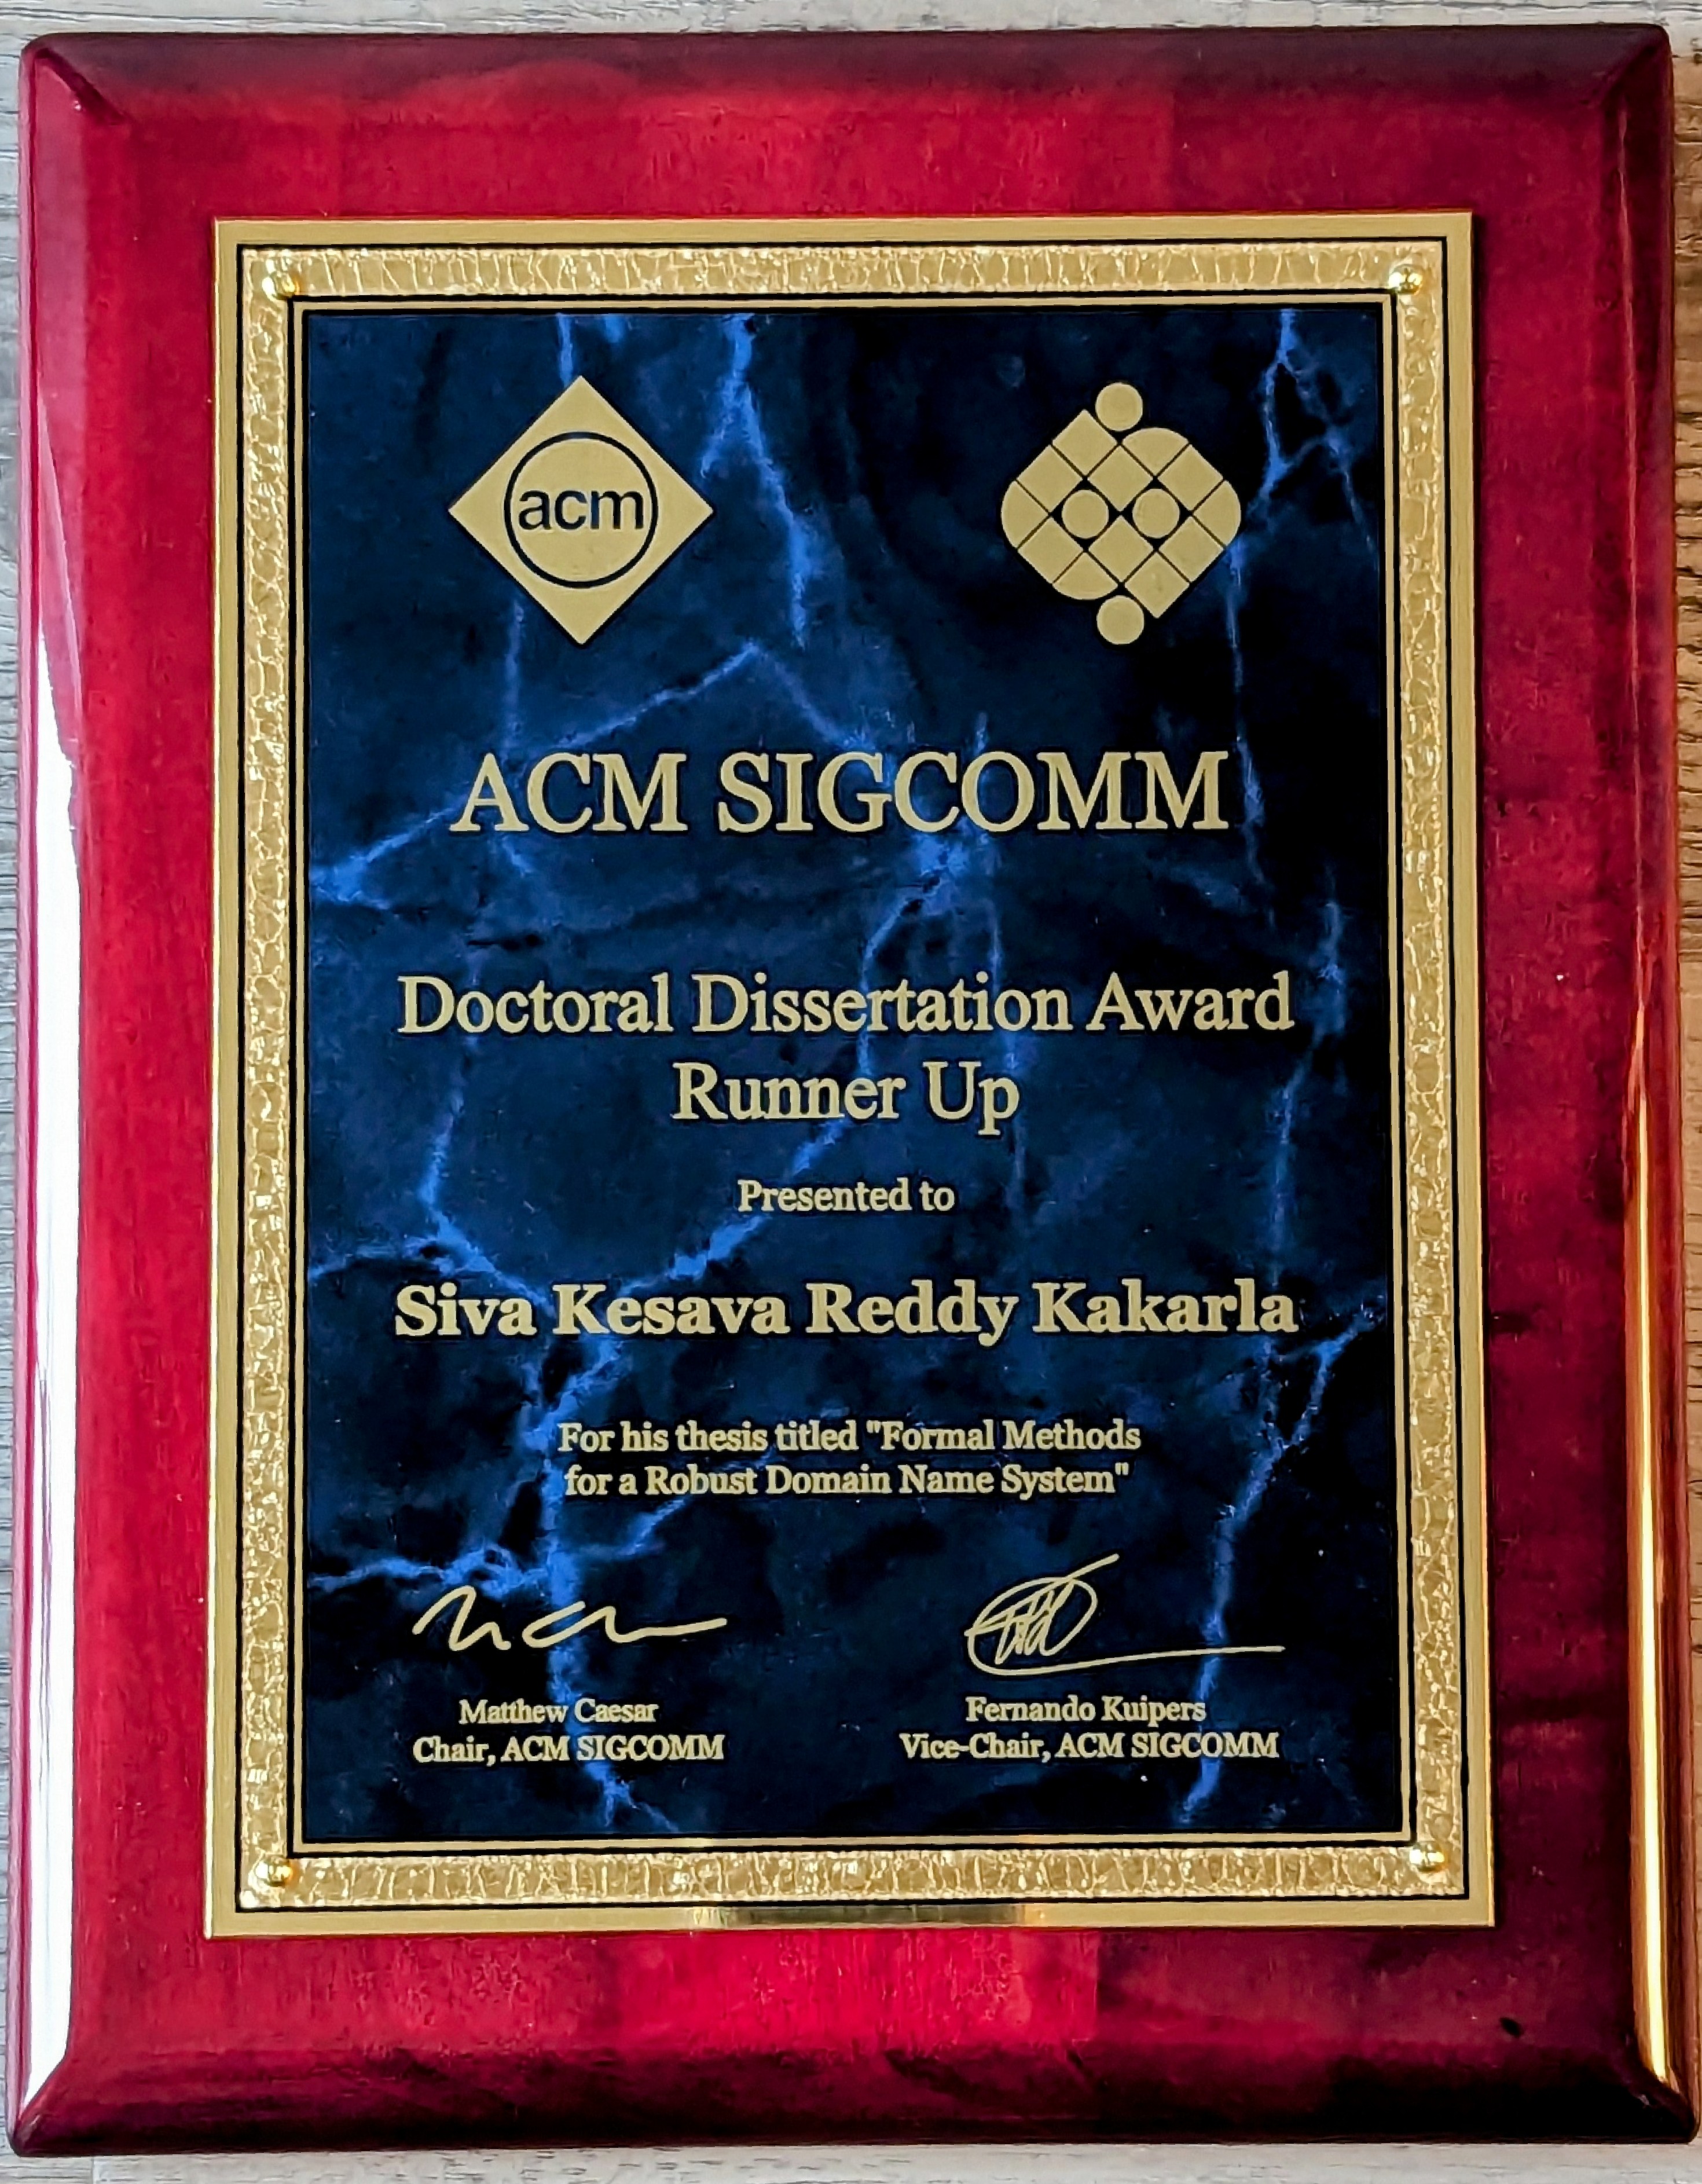 acm
ACM SIGCOMM
Doctoral Dissertation Award
Runner Up
Presented to
Siva Kesava Reddy Kakarla
For his thesis titled "Formal Methods
for a Robust Domain Name System"
Matthew Caesar
Chair, ACM SIGCOMM
Fernando Kuipers
Vice-Chair, ACM SIGCOMM